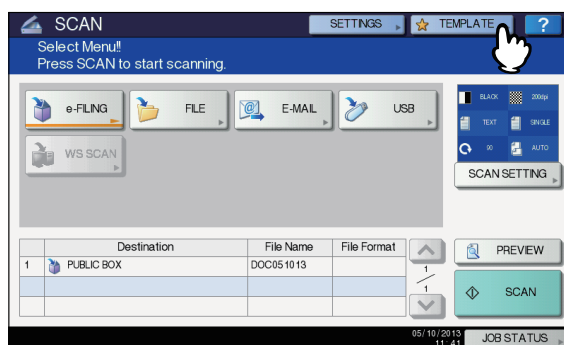 SCAN
SETTINGS
TEMPLATE
?
Select Menu!!
Press SCAN to start scanning.
e-FILING
FILE
E-MAIL
USB
WS SCAN
BLACK
200dpi
TEXT
SINGLE
90
AUTO
SCAN SETTING
Destination File Name File Format
1 PUBLIC BOX DOC051013
1
1
PREVIEW
SCAN
05/10/2013
11:41
JOB STATUS